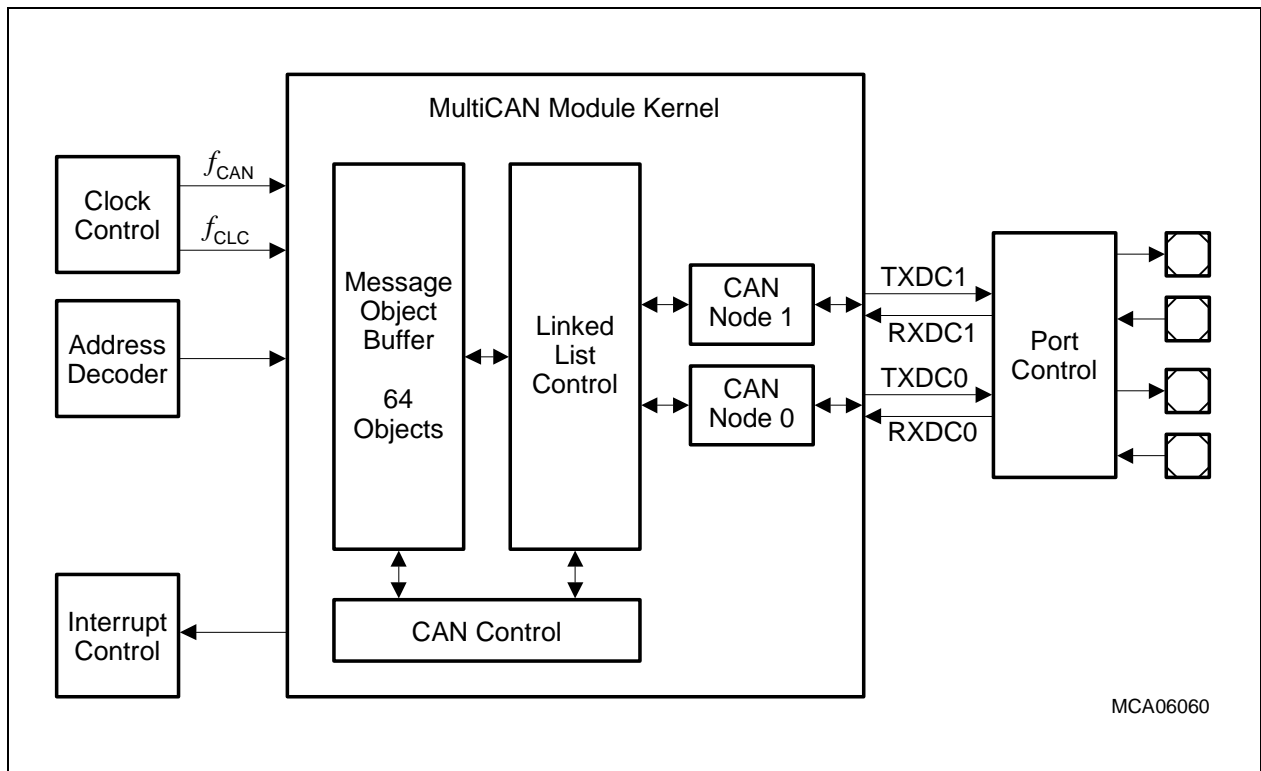 MultiCAN Module Kernel
Clock
Control
fCAN
fCLC
Address
Decoder
Interrupt
Control
Message
Object
Buffer
64
Objects
Linked
List
Control
CAN
Node 1
CAN
Node 0
CAN Control
TXDC1
RXDC1
TXDC0
RXDC0
Port
Control
MCA06060